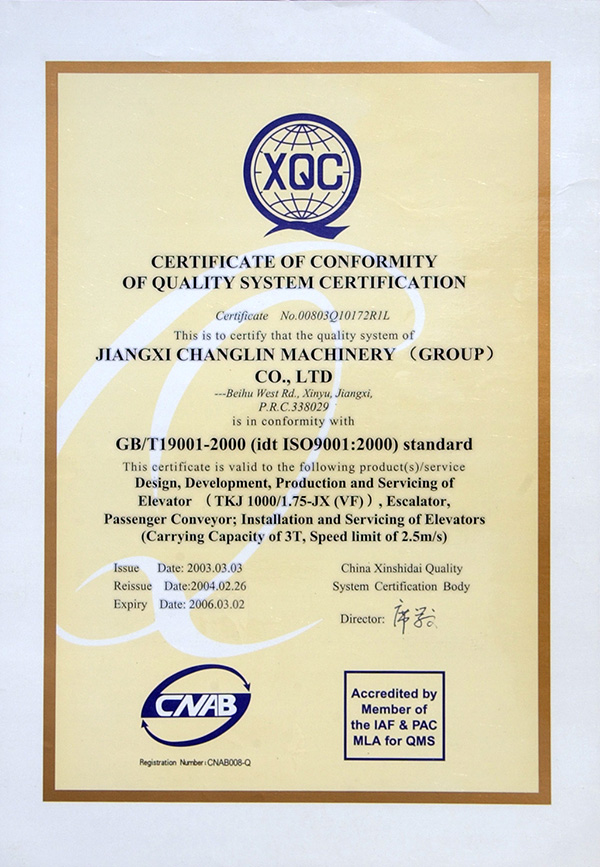 XQC
CERTIFICATE OF CONFORMITY
OF QUALITY SYSTEM CERTIFICATION
Certificate No.00803Q10172R1L
This is to certify that the quality system of
JIANGXI CHANGLIN MACHINERY （GROUP）
CO., LTD
---Beihu West Rd., Xinyu, Jiangxi,
P.R.C.338029
is in conformity with
GB/T19001-2000 (idt ISO9001:2000) standard
This certificate is valid to the following product(s)/service
Design, Development, Production and Servicing of
Elevator （TKJ 1000/1.75-JX (VF)）, Escalator,
Passenger Conveyor; Installation and Servicing of Elevators
(Carrying Capacity of 3T, Speed limit of 2.5m/s)
Issue Date: 2003.03.03
Reissue Date:2004.02.26
Expiry Date: 2006.03.02
China Xinshidai Quality
System Certification Body
Director:
CNAB
Registration Number: CNAB008-Q
Accredited by
Member of
the IAF & PAC
MLA for QMS